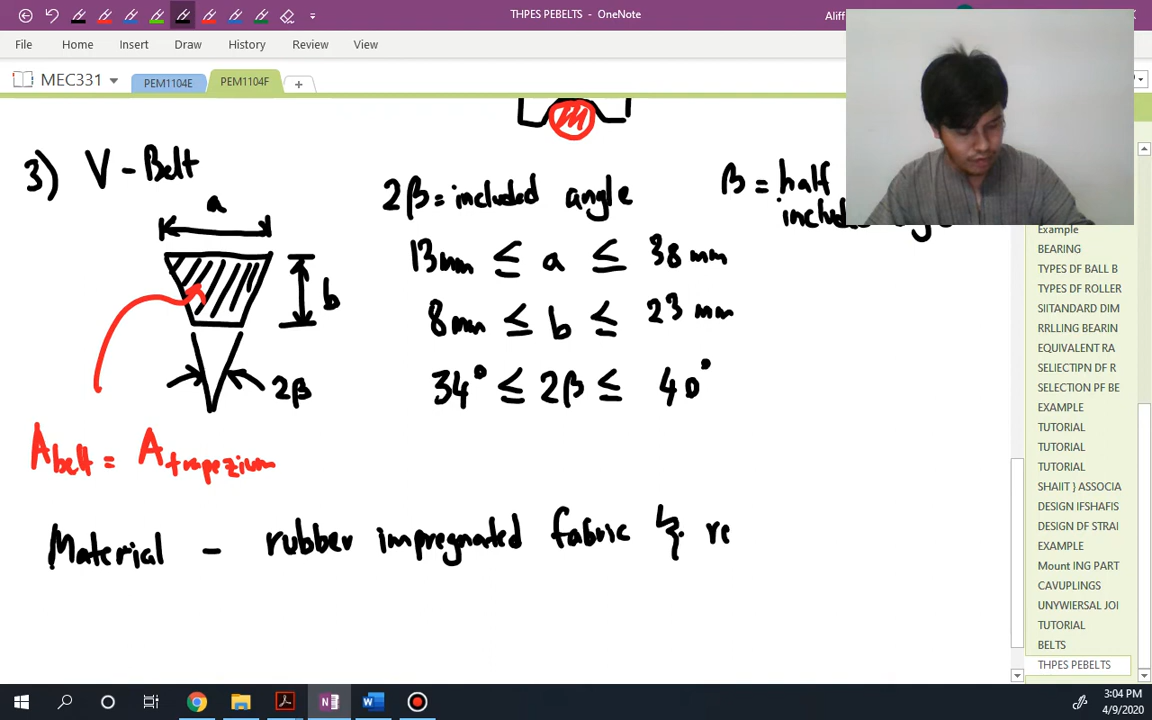 THPES PEBELTS - OneNote
Aliff
File Home Insert Draw History Review View
MEC331
PEM1104E
PEM1104F
3) V - Belt
a
b
2β
2β = included angle
β = half
included
13mm ≤ a ≤ 38 mm
8mm ≤ b ≤ 23 mm
34° ≤ 2β ≤ 40°
Abelt = Atrapezium
Material - rubber impregnated fabric & re
Example
BEARING
TYPES DF BALL B
TYPES DF ROLLER
SIITANDARD DIM
RRLLING BEARIN
EQUIVALENT RA
SELIECTIPN DF R
SELECTION PF BE
EXAMPLE
TUTORIAL
TUTORIAL
TUTORIAL
SHAIIT } ASSOCIA
DESIGN IFSHAFIS
DESIGN DF STRAI
EXAMPLE
Mount ING PART
CAVUPLINGS
UNYWIERSAL JOI
TUTORIAL
BELTS
THPES PEBELTS
3:04 PM
4/9/2020